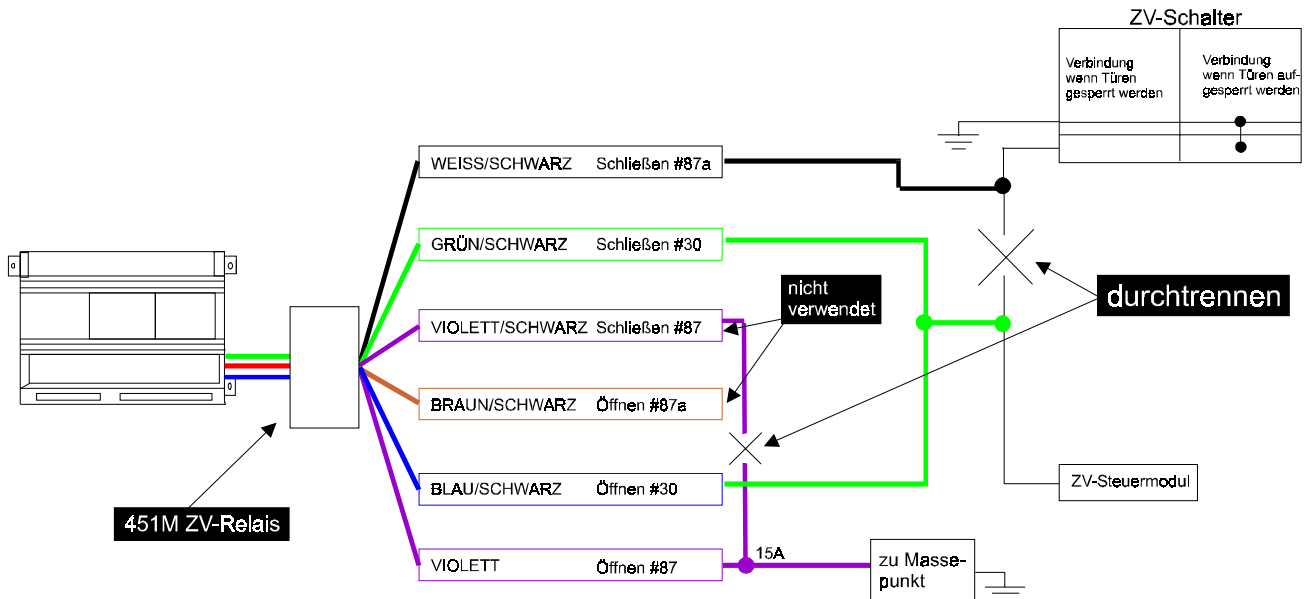 ZV-Schalter
Verbindung
wenn Türen
gesperrt werden
Verbindung
wenn Türen auf-
gesperrt werden
WEISS/SCHWARZ Schließen #87a
GRÜN/SCHWARZ Schließen #30
nicht
verwendet
durchtrennen
VIOLETT/SCHWARZ Schließen #87
BRAUN/SCHWARZ Öffnen #87a
BLAU/SCHWARZ Öffnen #30
ZV-Steuermodul
451M ZV-Relais
VIOLETT Öffnen #87
15A
zu Masse-
punkt